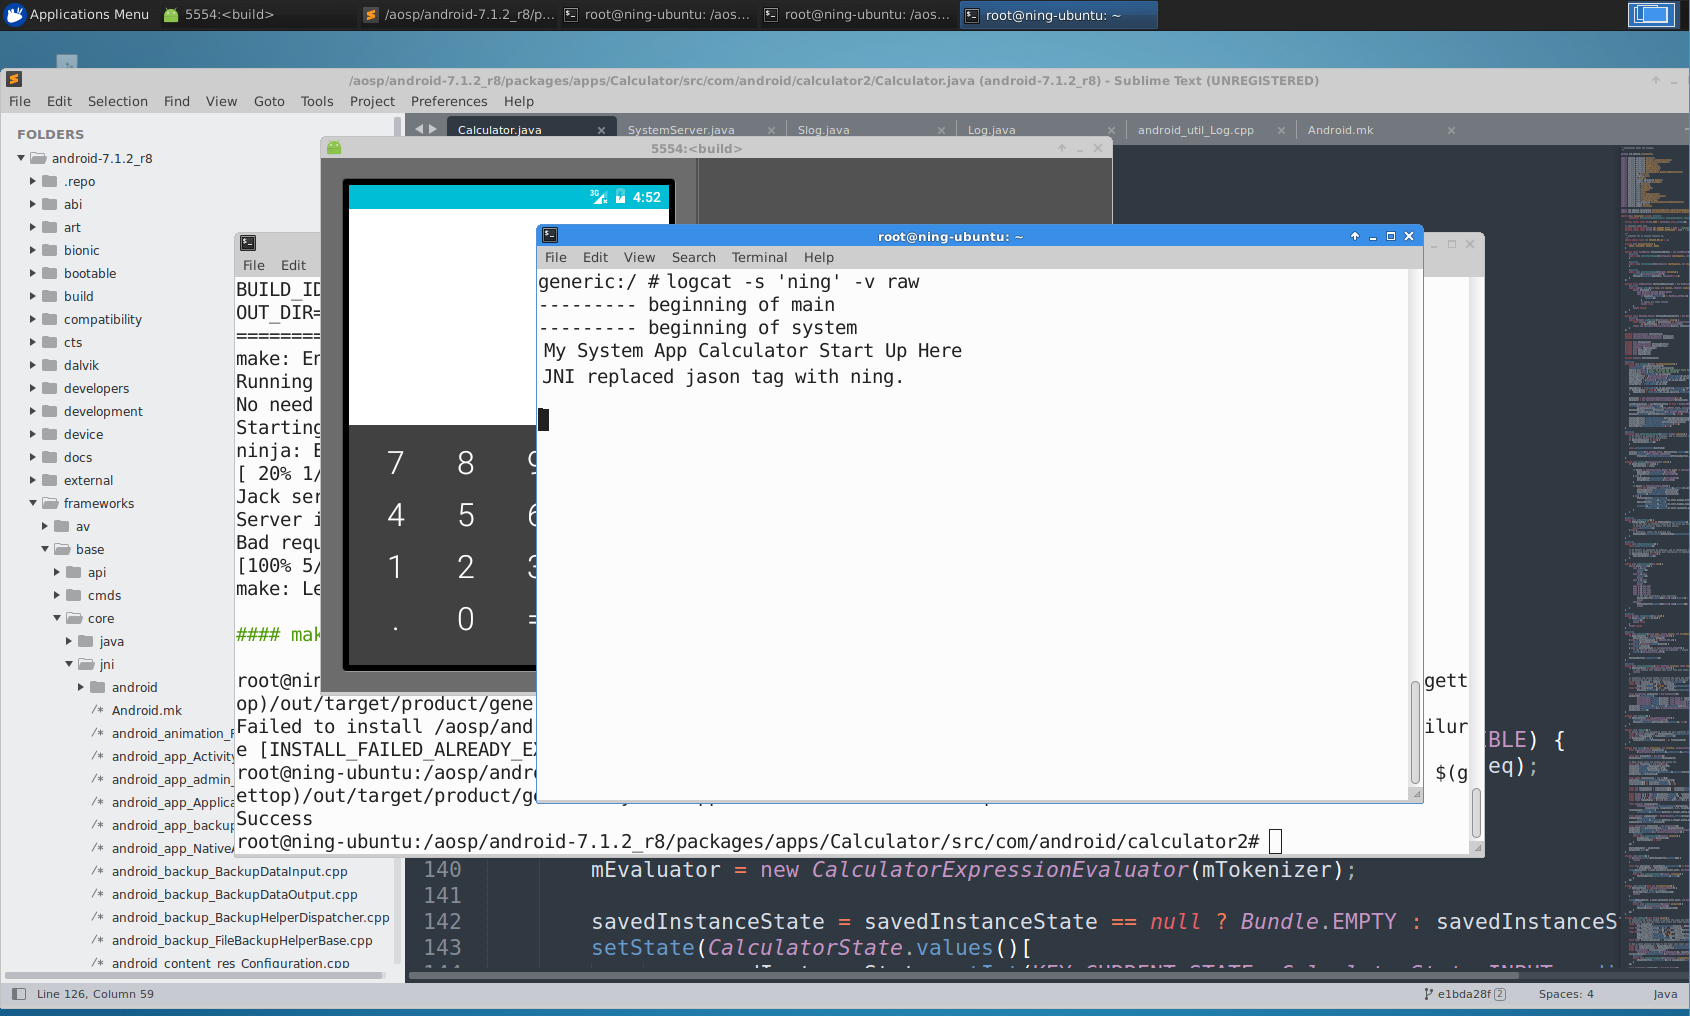 Applications Menu
5554:<build>
/aosp/android-7.1.2_r8/p...
root@ning-ubuntu: /aos...
root@ning-ubuntu: /aos...
root@ning-ubuntu: ~
/aosp/android-7.1.2_r8/packages/apps/Calculator/src/com/android/calculator2/Calculator.java (android-7.1.2_r8) - Sublime Text (UNREGISTERED)
File Edit Selection Find View Goto Tools Project Preferences Help
FOLDERS
android-7.1.2_r8
.repo
abi
art
bionic
bootable
build
compatibility
cts
dalvik
developers
development
device
docs
external
frameworks
av
base
api
cmds
core
java
jni
android
/* Android.mk
/* android_animation_
/* android_app_Activity
/* android_app_admin_
/* android_app_Applica
/* android_app_backup
/* android_app_Native
/* android_backup_BackupDataInput.cpp
/* android_backup_BackupDataOutput.cpp
/* android_backup_BackupHelperDispatcher.cpp
/* android_backup_FileBackupHelperBase.cpp
/* android_content_res_Configuration.cpp
Calculator.java
SystemServer.java
Slog.java
Log.java
android_util_Log.cpp
Android.mk
5554:<build>
3G 4:52
7 8
4 5
1 2
. 0 =
File Edit
BUILD_ID
OUT_DIR=
=======
make: En
Running
No need
Starting
ninja:
[ 20% 1/
Jack ser
Server i
Bad requ
[100% 5/
make: Le
#### mak
root@nin
gett
op)/out/target/product/gene
Failed to install /aosp/and
ilur
e [INSTALL_FAILED_ALREADY_EX
root@ning-ubuntu:/aosp/andro
$(g
ettop)/out/target/product/ge
Success
root@ning-ubuntu:/aosp/android-7.1.2_r8/packages/apps/Calculator/src/com/android/calculator2#
root@ning-ubuntu: ~
File Edit View Search Terminal Help
generic:/ # logcat -s 'ning' -v raw
--------- beginning of main
--------- beginning of system
My System App Calculator Start Up Here
JNI replaced jason tag with ning.
IBLE) {
eq);
140 mEvaluator = new CalculatorExpressionEvaluator(mTokenizer);
141
142 savedInstanceState = savedInstanceState == null ? Bundle.EMPTY : savedInstanceS
143 setState(CalculatorState.values()[
Line 126, Column 59
e1bda28f 2
Spaces: 4
Java